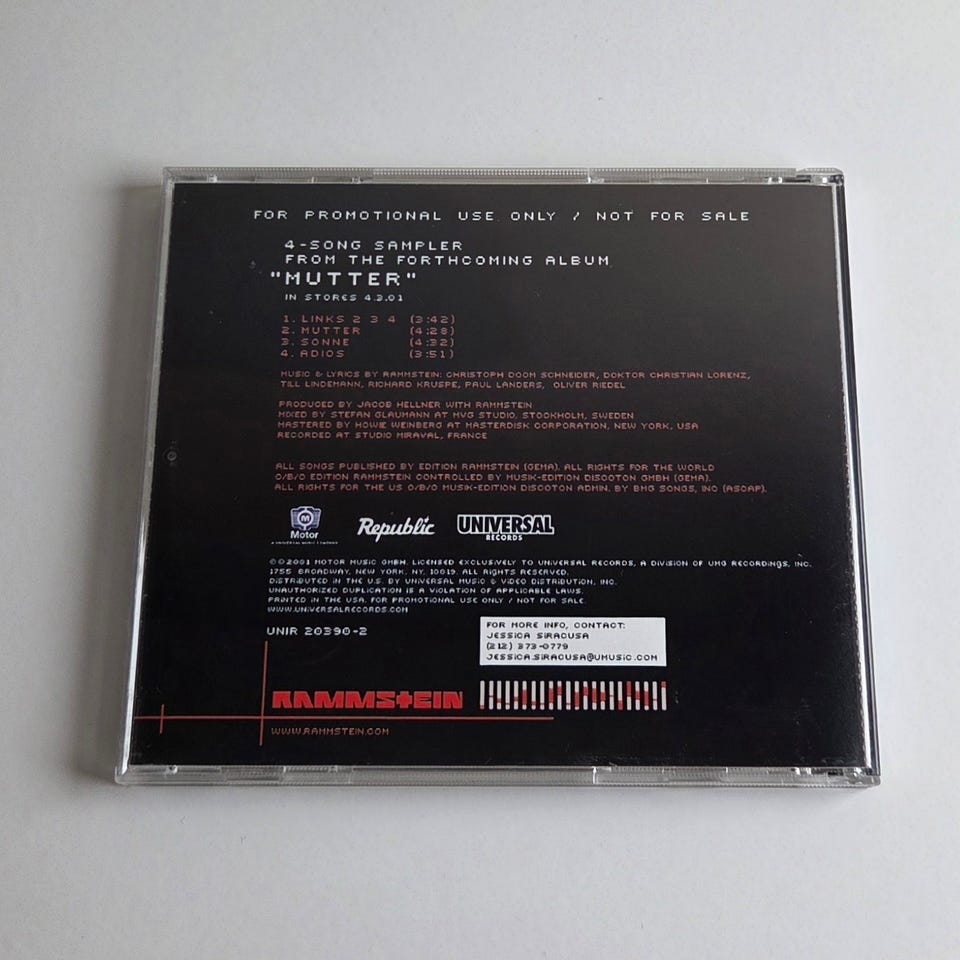 FOR PROMOTIONAL USE ONLY / NOT FOR SALE
4-SONG SAMPLER
FROM THE FORTHCOMING ALBUM
"MUTTER"
IN STORES 4.3.01
1. LINKS 2 3 4 (3:42)
2. MUTTER (4:28)
3. SONNE (4:32)
4. ADIOS (3:51)
MUSIC & LYRICS BY RAMMSTEIN: CHRISTOPH DOOM SCHNEIDER, DOKTOR CHRISTIAN LORENZ,
TILL LINDEMANN, RICHARD KRUSPE, PAUL LANDERS, OLIVER RIEDEL
PRODUCED BY JACOB HELLNER WITH RAMMSTEIN
MIXED BY STEFAN GLAUMANN AT MVG STUDIO, STOCKHOLM, SWEDEN
MASTERED BY HOWIE WEINBERG AT MASTERDISK CORPORATION, NEW YORK, USA
RECORDED AT STUDIO MIRAVAL, FRANCE
ALL SONGS PUBLISHED BY EDITION RAMMSTEIN (GEMA). ALL RIGHTS FOR THE WORLD
O/B/O EDITION RAMMSTEIN CONTROLLED BY MUSIK-EDITION DISCOTON GMBH (GEMA).
ALL RIGHTS FOR THE US O/B/O MUSIK-EDITION DISCOTON ADMIN. BY BMG SONGS, INC (ASCAP).
M
Motor
A UNIVERSAL MUSIC COMPANY
Republic
UNIVERSAL
RECORDS
℗©2001 MOTOR MUSIC GMBH. LICENSED EXCLUSIVELY TO UNIVERSAL RECORDS, A DIVISION OF UMG RECORDINGS, INC.
1755 BROADWAY, NEW YORK, NY, 10019. ALL RIGHTS RESERVED.
DISTRIBUTED IN THE U.S. BY UNIVERSAL MUSIC & VIDEO DISTRIBUTION, INC.
UNAUTHORIZED DUPLICATION IS A VIOLATION OF APPLICABLE LAWS.
PRINTED IN THE USA. FOR PROMOTIONAL USE ONLY / NOT FOR SALE.
WWW.UNIVERSALRECORDS.COM
UNIR 20390-2
FOR MORE INFO, CONTACT:
JESSICA SIRACUSA
(212) 373-0779
JESSICA.SIRACUSA@UMUSIC.COM
RAMMSTEIN
WWW.RAMMSTEIN.COM